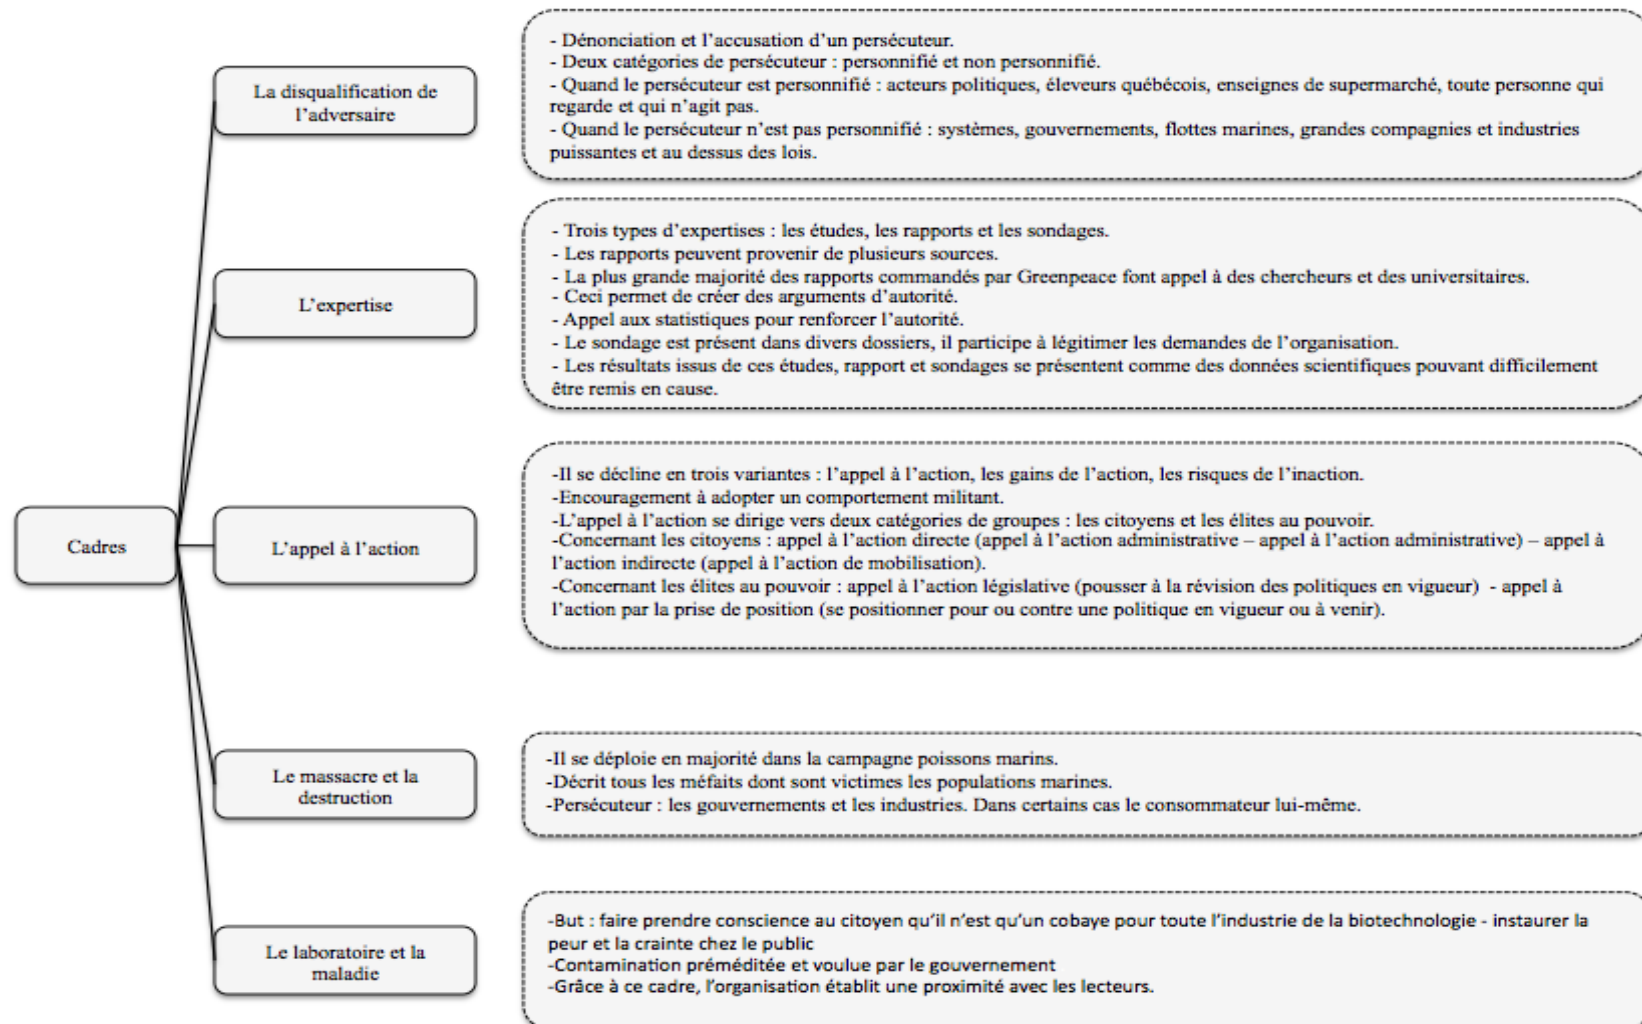 La disqualification de
l'adversaire
- Dénonciation et l'accusation d'un persécuteur.
- Deux catégories de persécuteur : personnifié et non personnifié.
- Quand le persécuteur est personnifié : acteurs politiques, éleveurs québécois, enseignes de supermarché, toute personne qui
regarde et qui n'agit pas.
- Quand le persécuteur n'est pas personnifié : systèmes, gouvernements, flottes marines, grandes compagnies et industries
puissantes et au dessus des lois.
L'expertise
- Trois types d'expertises : les études, les rapports et les sondages.
- Les rapports peuvent provenir de plusieurs sources.
- La plus grande majorité des rapports commandés par Greenpeace font appel à des chercheurs et des universitaires.
- Ceci permet de créer des arguments d'autorité.
- Appel aux statistiques pour renforcer l'autorité.
- Le sondage est présent dans divers dossiers, il participe à légitimer les demandes de l'organisation.
- Les résultats issus de ces études, rapport et sondages se présentent comme des données scientifiques pouvant difficilement
être remis en cause.
Cadres
L'appel à l'action
-Il se décline en trois variantes : l'appel à l'action, les gains de l'action, les risques de l'inaction.
-Encouragement à adopter un comportement militant.
-L'appel à l'action se dirige vers deux catégories de groupes : les citoyens et les élites au pouvoir.
-Concernant les citoyens : appel à l'action directe (appel à l'action administrative – appel à l'action administrative) – appel à
l'action indirecte (appel à l'action de mobilisation).
-Concernant les élites au pouvoir : appel à l'action législative (pousser à la révision des politiques en vigueur) - appel à
l'action par la prise de position (se positionner pour ou contre une politique en vigueur ou à venir).
Le massacre et la
destruction
-Il se déploie en majorité dans la campagne poissons marins.
-Décrit tous les méfaits dont sont victimes les populations marines.
-Persécuteur : les gouvernements et les industries. Dans certains cas le consommateur lui-même.
Le laboratoire et la
maladie
-But : faire prendre conscience au citoyen qu'il n'est qu'un cobaye pour toute l'industrie de la biotechnologie - instaurer la
peur et la crainte chez le public
-Contamination préméditée et voulue par le gouvernement
-Grâce à ce cadre, l'organisation établit une proximité avec les lecteurs.